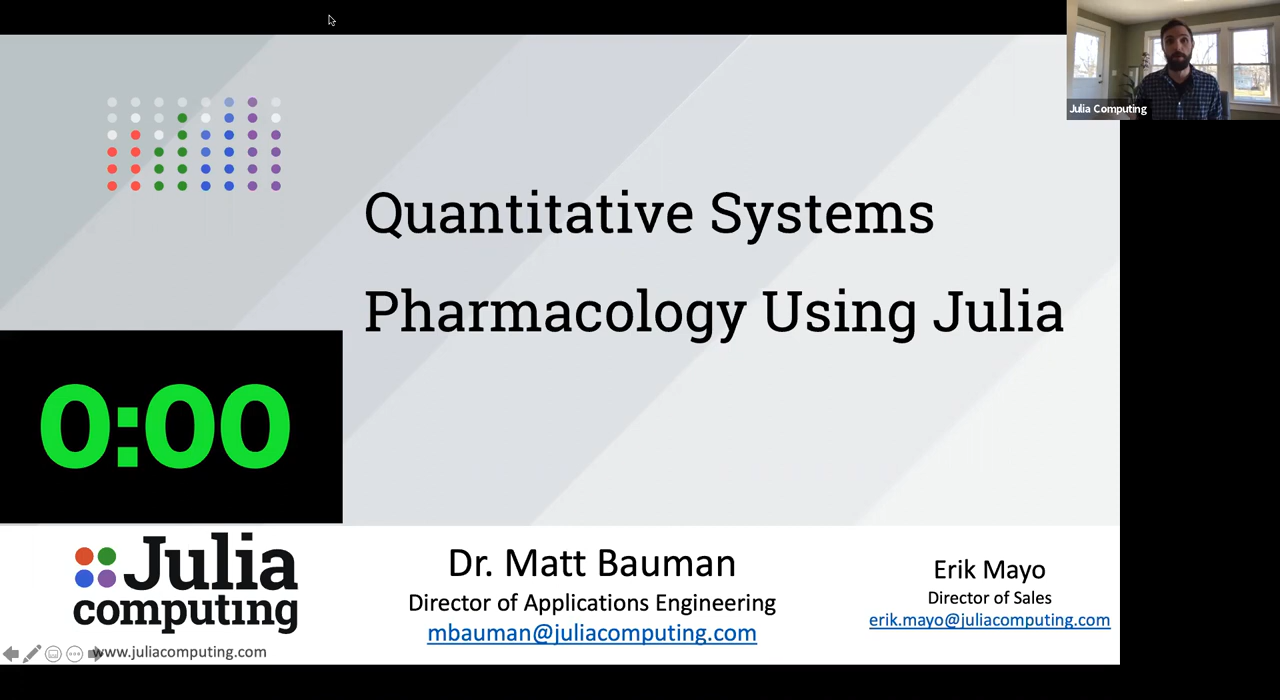 Julia Computing
Quantitative Systems
Pharmacology Using Julia
0:00
Julia
computing
www.juliacomputing.com
Dr. Matt Bauman
Director of Applications Engineering
mbauman@juliacomputing.com
Erik Mayo
Director of Sales
erik.mayo@juliacomputing.com